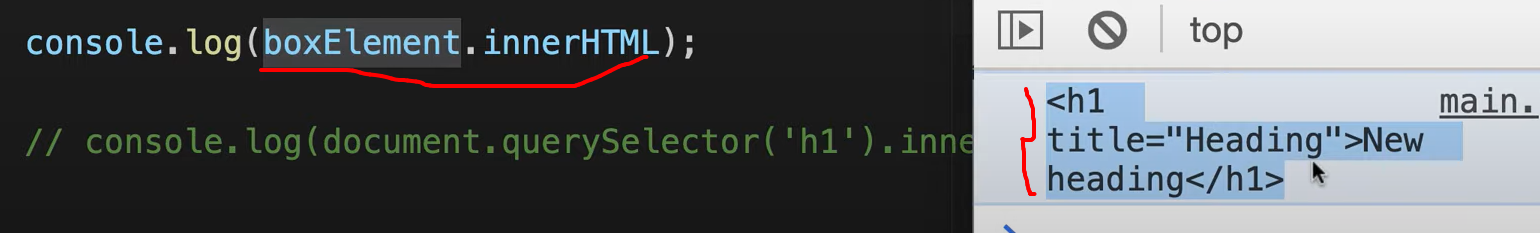 console.log(boxElement.innerHTML);
// console.log(document.querySelector('h1').inne
top
<h1
main.
title="Heading">New
heading</h1>